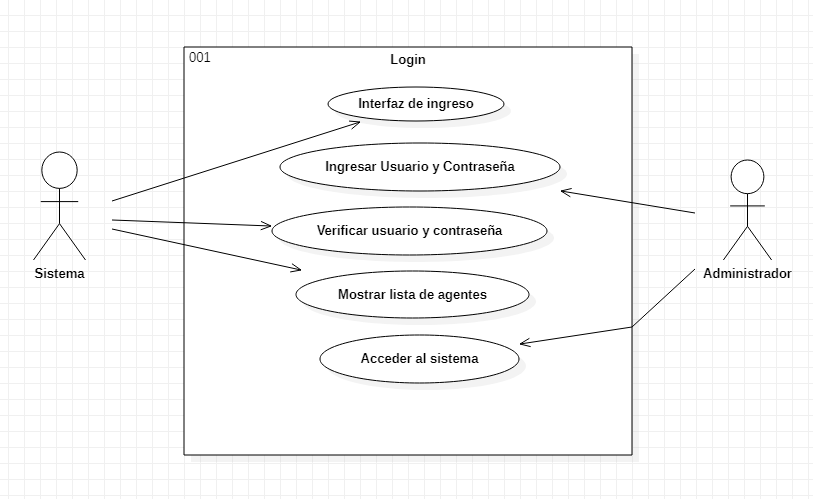 001
Login
Interfaz de ingreso
Ingresar Usuario y Contraseña
Verificar usuario y contraseña
Mostrar lista de agentes
Acceder al sistema
Sistema
Administrador